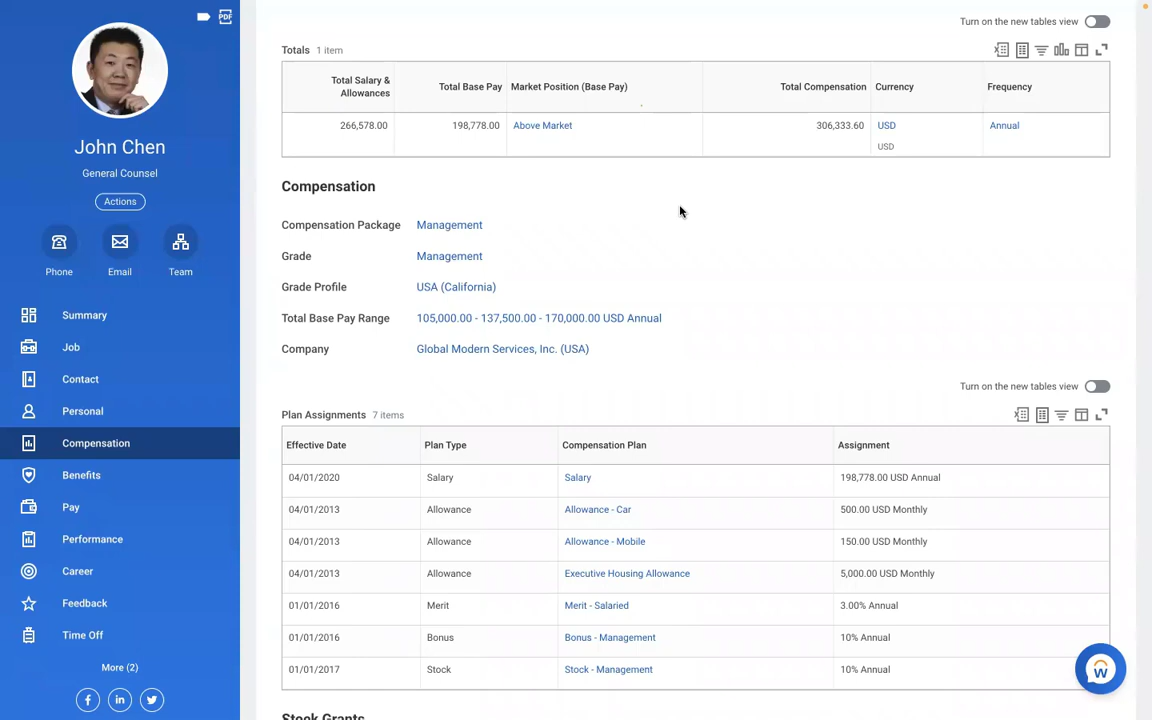 PDF
John Chen
General Counsel
Actions
Phone Email Team
Summary
Job
Contact
Personal
Compensation
Benefits
Pay
Performance
Career
Feedback
Time Off
More (2)
Turn on the new tables view
Totals 1 item
Total Salary & Allowances Total Base Pay Market Position (Base Pay) Total Compensation Currency Frequency
266,578.00 198,778.00 Above Market 306,333.60 USD Annual
USD
Compensation
Compensation Package Management
Grade Management
Grade Profile USA (California)
Total Base Pay Range 105,000.00 - 137,500.00 - 170,000.00 USD Annual
Company Global Modern Services, Inc. (USA)
Turn on the new tables view
Plan Assignments 7 items
Effective Date Plan Type Compensation Plan Assignment
04/01/2020 Salary Salary 198,778.00 USD Annual
04/01/2013 Allowance Allowance - Car 500.00 USD Monthly
04/01/2013 Allowance Allowance - Mobile 150.00 USD Monthly
04/01/2013 Allowance Executive Housing Allowance 5,000.00 USD Monthly
01/01/2016 Merit Merit - Salaried 3.00% Annual
01/01/2016 Bonus Bonus - Management 10% Annual
01/01/2017 Stock Stock - Management 10% Annual
Stock Grants